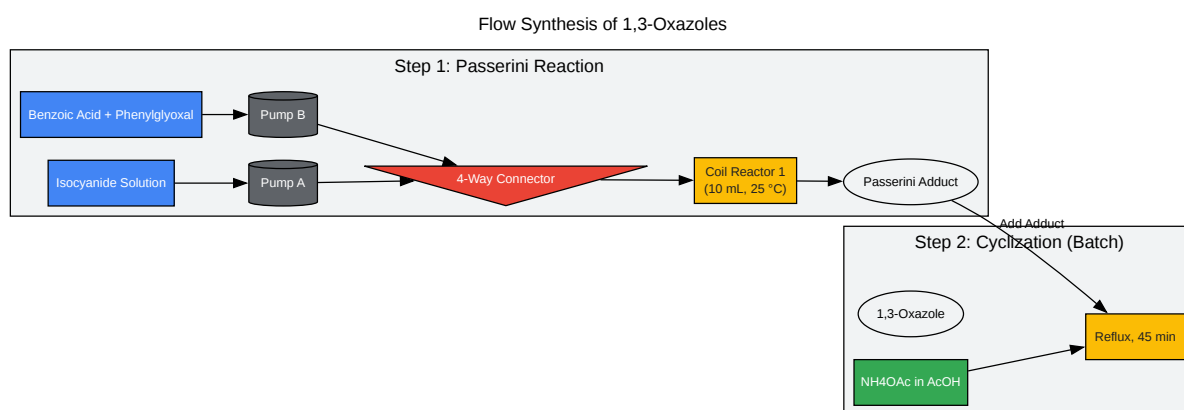 Flow Synthesis of 1,3-Oxazoles
Step 1: Passerini Reaction
Benzoic Acid + Phenylglyoxal
Pump B
Isocyanide Solution
Pump A
4-Way Connector
Coil Reactor 1
(10 mL, 25 °C)
Passerini Adduct
Add Adduct
Step 2: Cyclization (Batch)
1,3-Oxazole
Reflux, 45 min
NH4OAc in AcOH